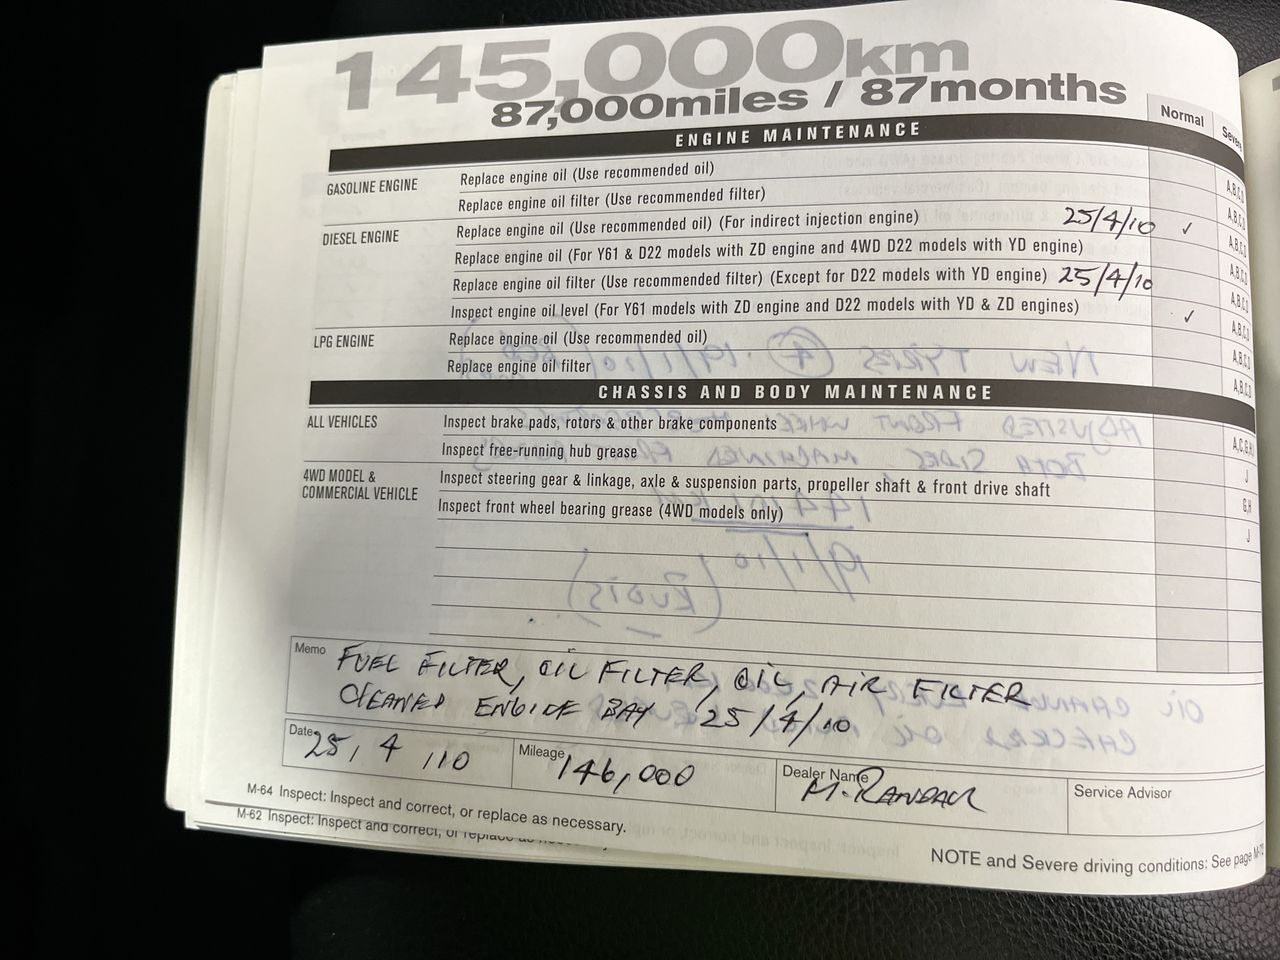 145,000km
87,000miles / 87months
Normal
ENGINE MAINTENANCE
GASOLINE ENGINE Replace engine oil (Use recommended oil) A,B,C,D
Replace engine oil filter (Use recommended filter) A,B,C,D
DIESEL ENGINE Replace engine oil (Use recommended oil) (For indirect injection engine) 25/4/10 ✓ A,B,C,D
Replace engine oil (For Y61 & D22 models with ZD engine and 4WD D22 models with YD engine) A,B,C,D
Replace engine oil filter (Use recommended filter) (Except for D22 models with YD engine) 25/4/10 A,B,C,D
Inspect engine oil level (For Y61 models with ZD engine and D22 models with YD & ZD engines) ✓ A,B,C,D
LPG ENGINE Replace engine oil (Use recommended oil) A,B,C,D
Replace engine oil filter A,B,C,D
CHASSIS AND BODY MAINTENANCE
ALL VEHICLES Inspect brake pads, rotors & other brake components A,C,G,H
Inspect free-running hub grease J
4WD MODEL & COMMERCIAL VEHICLE Inspect steering gear & linkage, axle & suspension parts, propeller shaft & front drive shaft G,H
Inspect front wheel bearing grease (4WD models only) J
Memo FUEL FILTER, OIL FILTER, OIL, AIR FILTER
CLEANED ENGINE BAY 25/4/10
Date 25/4/10 Mileage 146,000 Dealer Name M. Service Advisor
M-64 Inspect: Inspect and correct, or replace as necessary.
M-62 Inspect: Inspect and correct, or replace as
NOTE and Severe driving conditions: See page